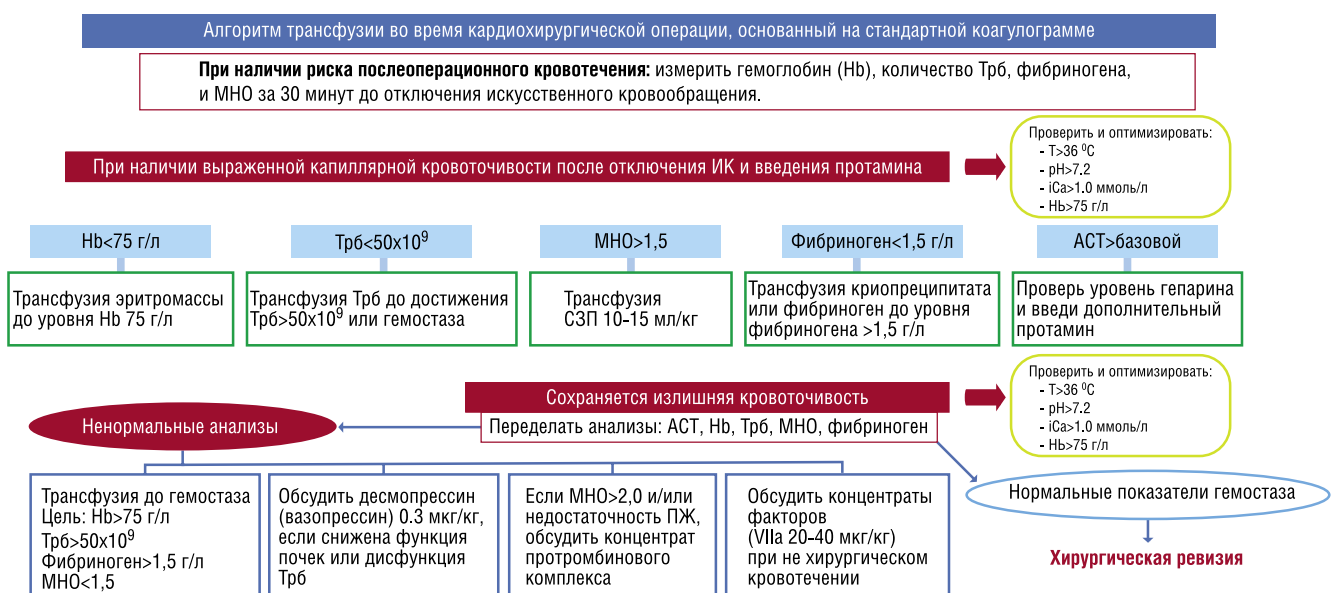 Алгоритм трансфузии во время кардиохирургической операции, основанный на стандартной коагулограмме
При наличии риска послеоперационного кровотечения: измерить гемоглобин (Hb), количество Трб, фибриногена,
и МНО за 30 минут до отключения искусственного кровообращения.
При наличии выраженной капиллярной кровоточивости после отключения ИК и введения протамина
Проверить и оптимизировать:
- T>36 ⁰C
- pH>7.2
- iCa>1.0 ммоль/л
- Hь>75 г/л
Hb<75 г/л
Трансфузия эритромассы
до уровня Hb 75 г/л
Трб<50x10⁹
Трансфузия Трб до достижения
Трб>50x10⁹ или гемостаза
МНО>1,5
Трансфузия
СЗП 10-15 мл/кг
Фибриноген<1,5 г/л
Трансфузия криопреципитата
или фибриноген до уровня
фибриногена >1,5 г/л
АСТ>базовой
Проверь уровень гепарина
и введи дополнительный
протамин
Сохраняется излишняя кровоточивость
Переделать анализы: АСТ, Hb, Трб, МНО, фибриноген
Проверить и оптимизировать:
- T>36 ⁰C
- pH>7.2
- iCa>1.0 ммоль/л
- Hь>75 г/л
Ненормальные анализы
Трансфузия до гемостаза
Цель: Hb>75 г/л
Трб>50x10⁹
Фибриноген>1,5 г/л
МНО<1,5
Обсудить десмопрессин
(вазопрессин) 0.3 мкг/кг,
если снижена функция
почек или дисфункция
Трб
Если МНО>2,0 и/или
недостаточность ПЖ,
обсудить концентрат
протромбинового
комплекса
Обсудить концентраты
факторов
(VIIa 20-40 мкг/кг)
при не хирургическом
кровотечении
Нормальные показатели гемостаза
Хирургическая ревизия